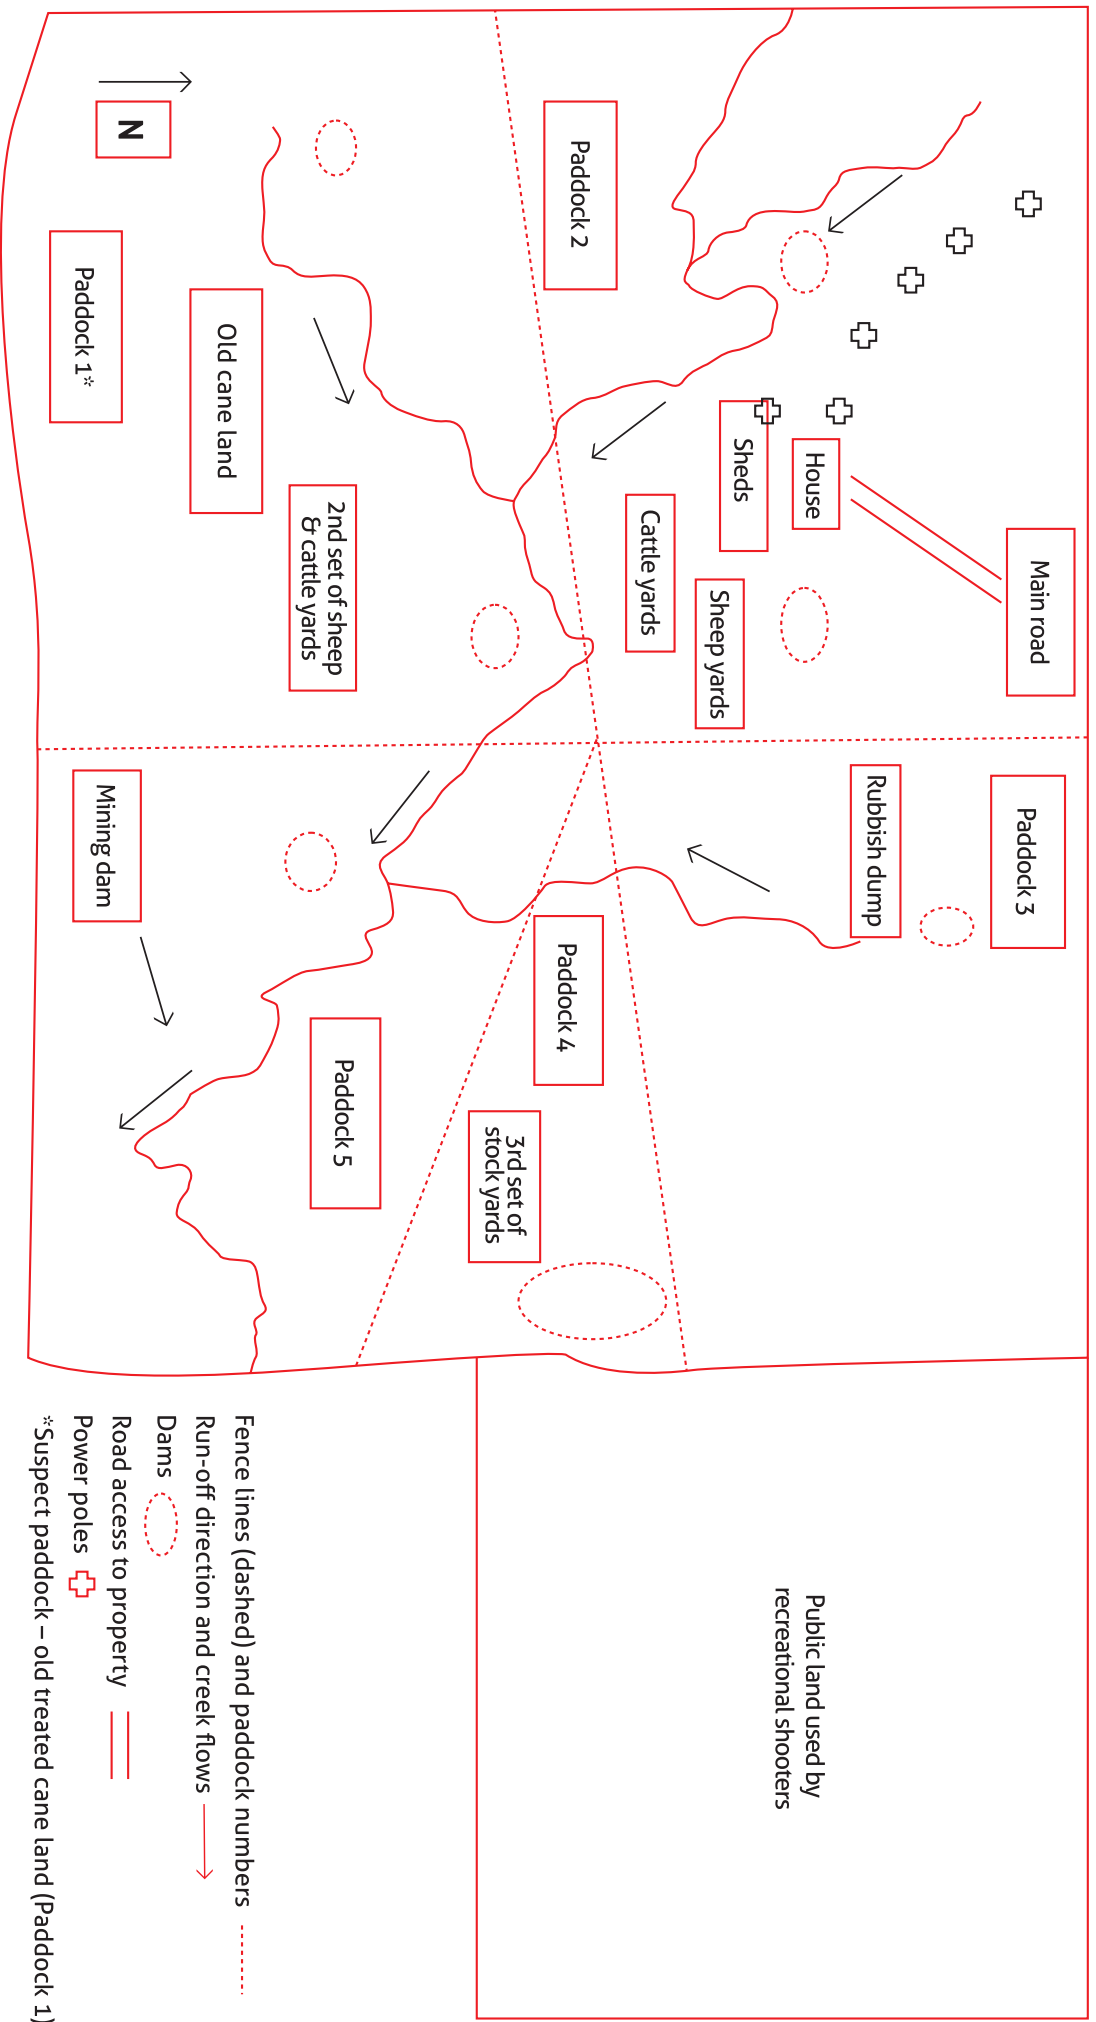 Main road
Paddock 3
Rubbish dump
House
Public land used by
recreational shooters
Sheds
Sheep yards
Cattle yards
Paddock 2
Paddock 4
3rd set of
stock yards
Paddock 5
2nd set of sheep
& cattle yards
Old cane land
N
Mining dam
Paddock 1*
Fence lines (dashed) and paddock numbers
Run-off direction and creek flows
Dams
Road access to property
Power poles
*Suspect paddock – old treated cane land (Paddock 1)